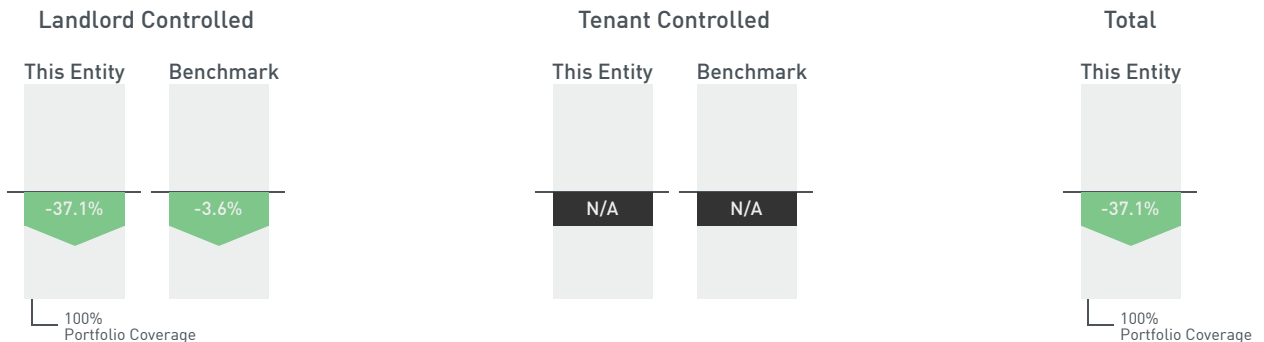 Landlord Controlled
Tenant Controlled
Total
This Entity
Benchmark
This Entity
Benchmark
This Entity
-37.1%
-3.6%
N/A
N/A
-37.1%
100%
Portfolio Coverage
100%
Portfolio Coverage